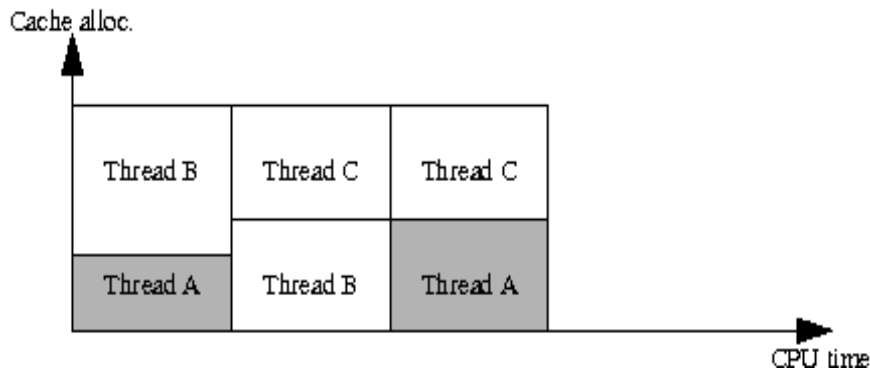 Cache alloc.
Thread B
Thread C
Thread C
Thread A
Thread B
Thread A
CPU time